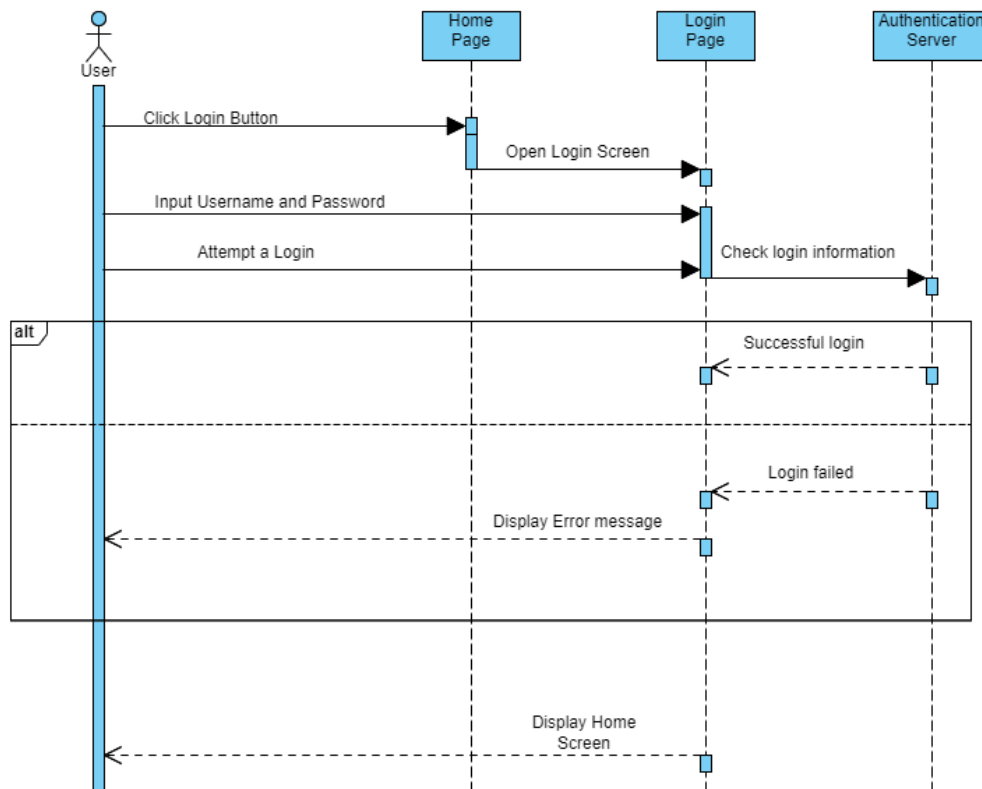 Home
Page
Login
Page
Authentication
Server
User
Click Login Button
Open Login Screen
Input Username and Password
Attempt a Login
Check login information
alt
Successful login
Login failed
Display Error message
Display Home
Screen